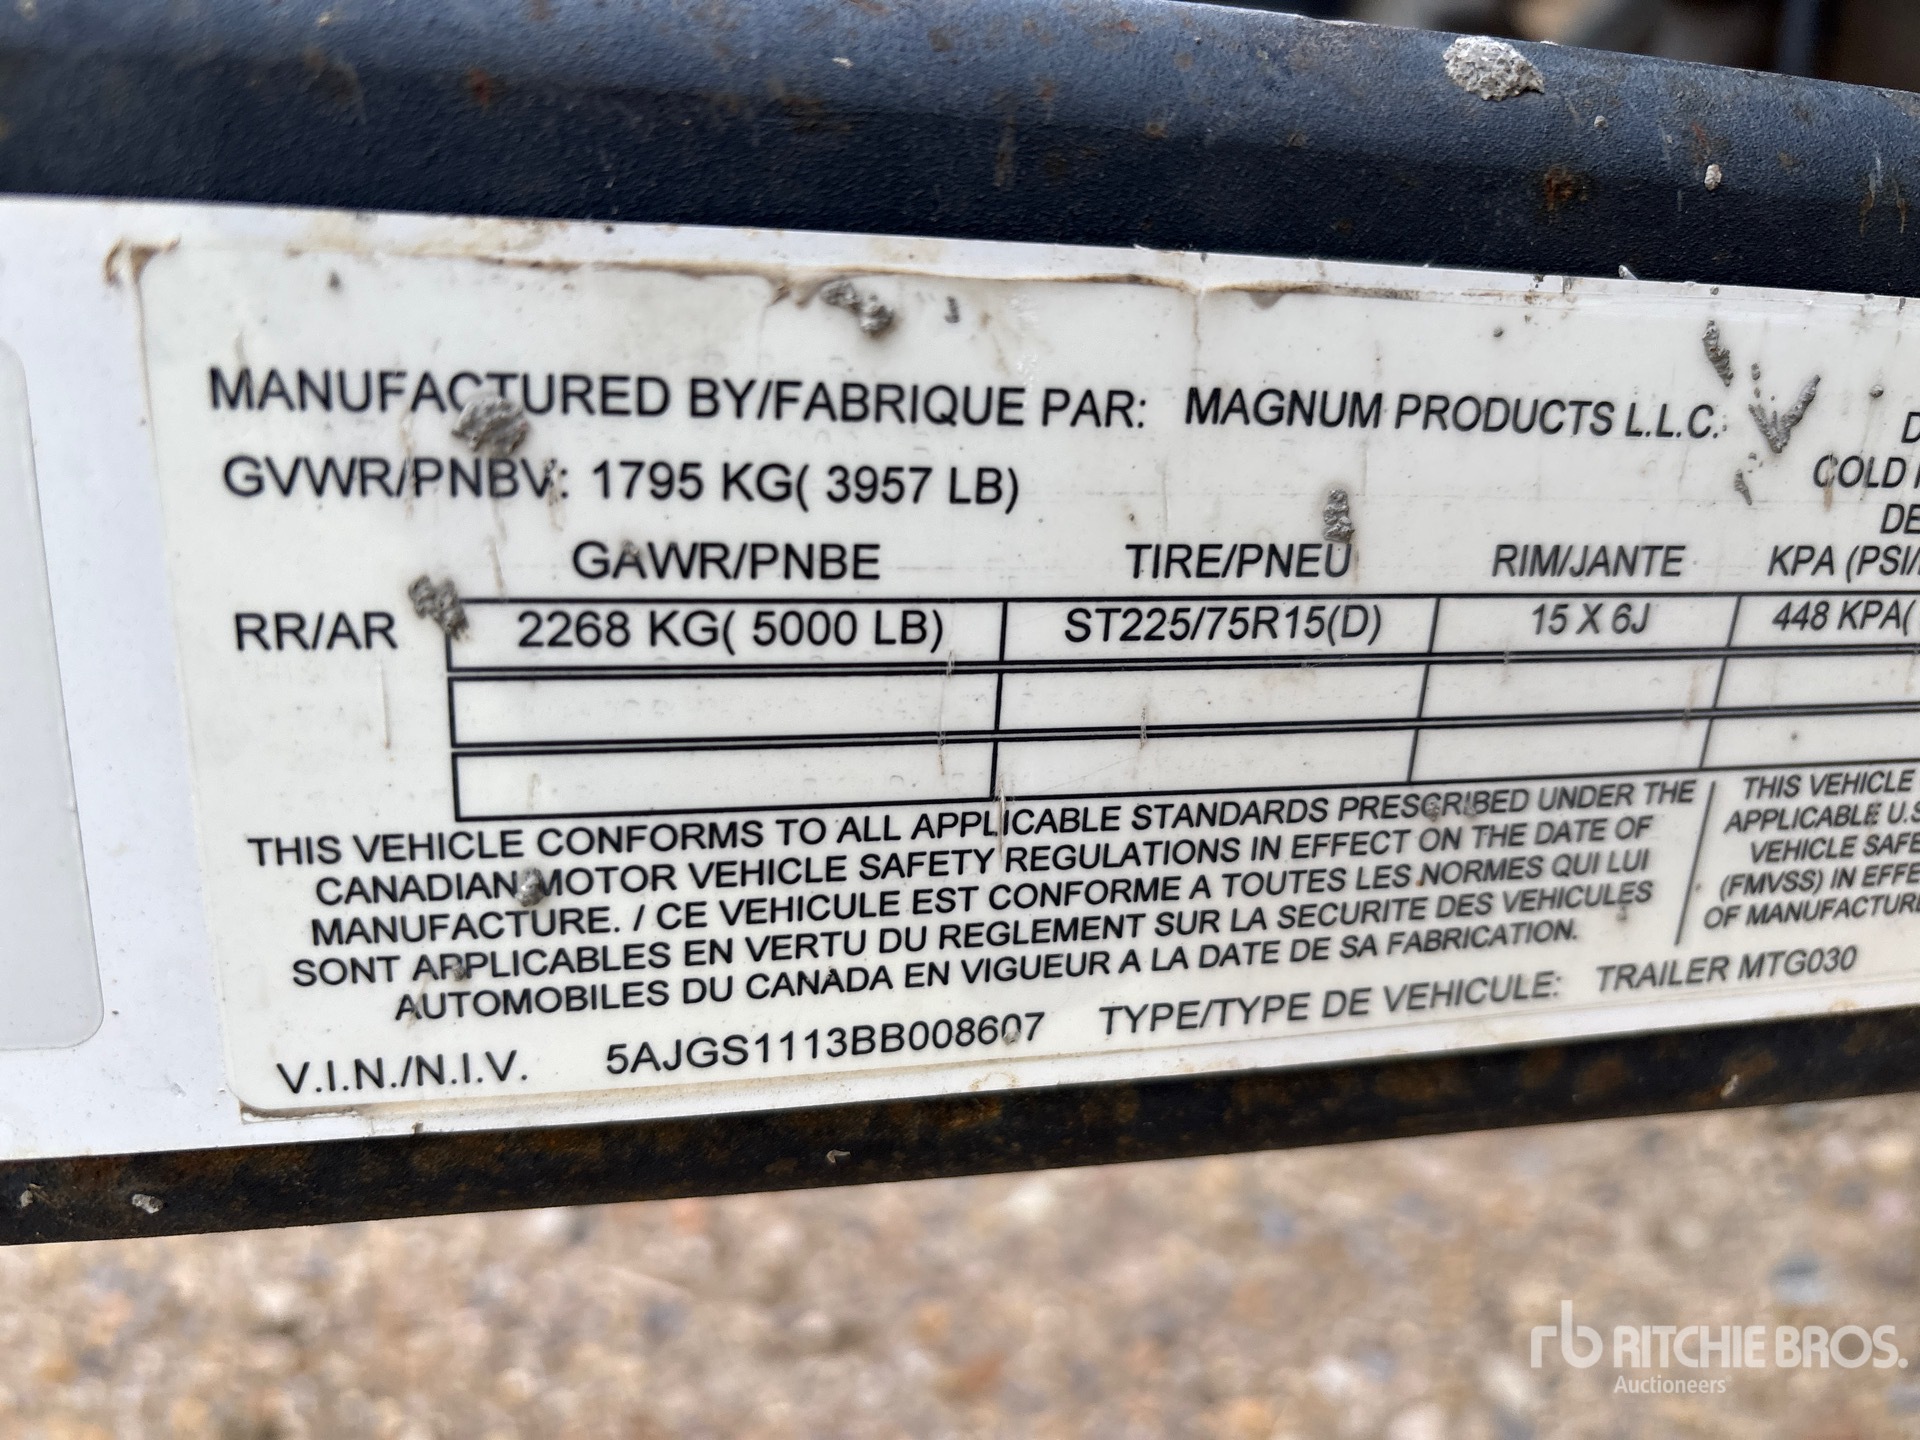 MANUFACTURED BY/FABRIQUE PAR: MAGNUM PRODUCTS L.L.C.
GVWR/PNBV: 1795 KG( 3957 LB)
COLD
GAWR/PNBE TIRE/PNEU RIM/JANTE KPA (PSI/
RR/AR 2268 KG( 5000 LB) ST225/75R15(D) 15 X 6J 448 KPA(
THIS VEHICLE CONFORMS TO ALL APPLICABLE STANDARDS PRESCRIBED UNDER THE
CANADIAN MOTOR VEHICLE SAFETY REGULATIONS IN EFFECT ON THE DATE OF
MANUFACTURE. / CE VEHICULE EST CONFORME A TOUTES LES NORMES QUI LUI
SONT APPLICABLES EN VERTU DU REGLEMENT SUR LA SECURITE DES VEHICULES
AUTOMOBILES DU CANADA EN VIGUEUR A LA DATE DE SA FABRICATION.
THIS VEHICLE
APPLICABLE U.S
VEHICLE SAFE
(FMVSS) IN EFFE
OF MANUFACTURE
V.I.N./N.I.V. 5AJGS1113BB008607 TYPE/TYPE DE VEHICULE: TRAILER MTG030
rb RITCHIE BROS.
Auctioneers